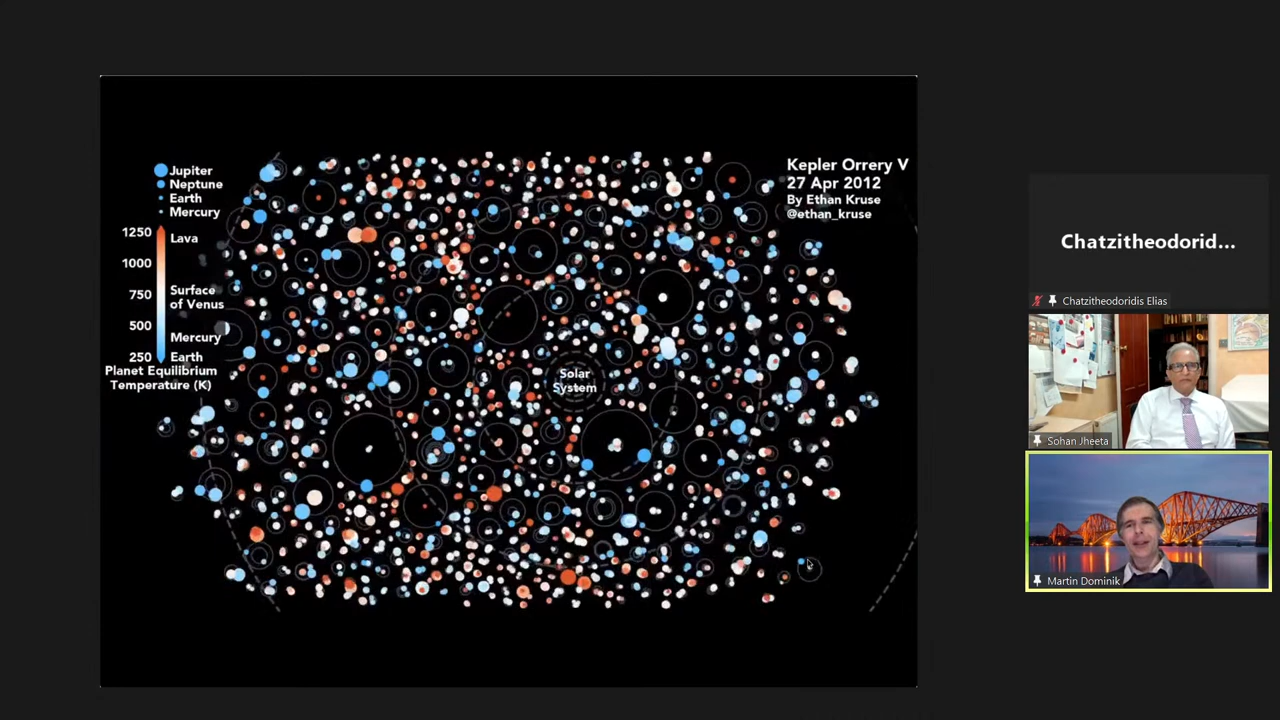 Jupiter
Neptune
Earth
Mercury
1250
Lava
1000
Surface
750
of Venus
500
Mercury
250
Earth
Planet Equilibrium
Temperature (K)
Kepler Orrery V
27 Apr 2012
By Ethan Kruse
@ethan_kruse
Solar
System
Chatzitheodorid...
Chatzitheodoridis Elias
Sohan Jheeta
Martin Dominik